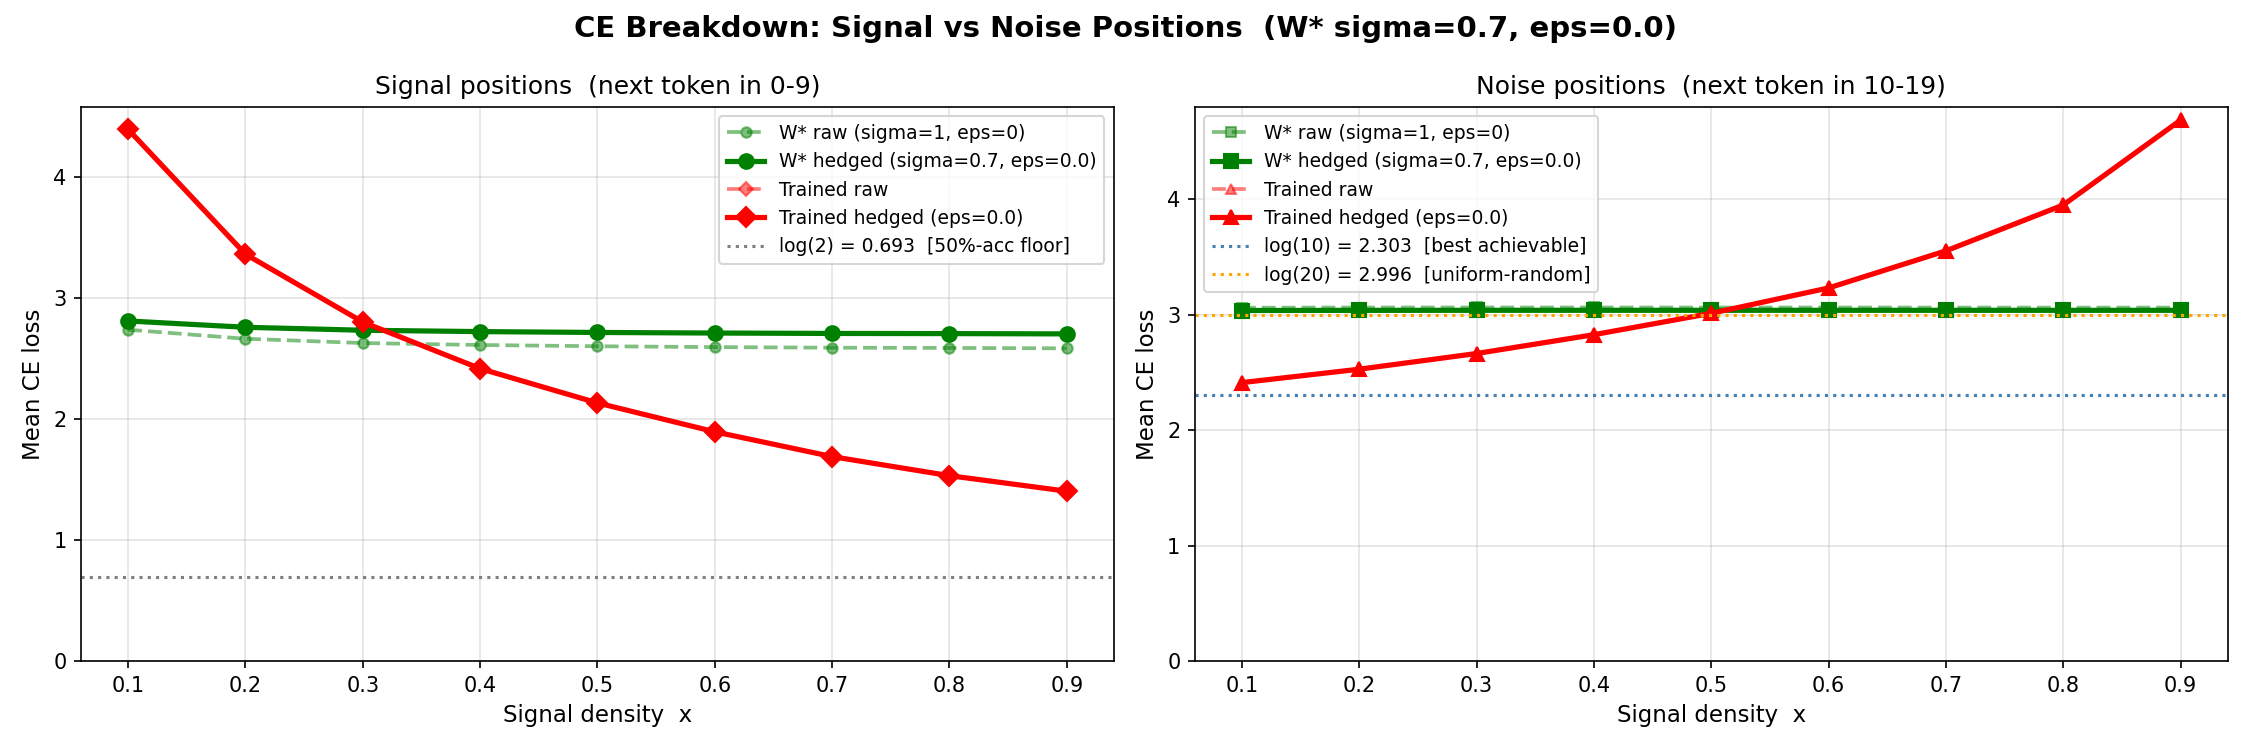 CE Breakdown: Signal vs Noise Positions  (W* sigma=0.7, eps=0.0)
Signal positions  (next token in 0-9)
W* raw (sigma=1, eps=0)
W* hedged (sigma=0.7, eps=0.0)
Trained raw
Trained hedged (eps=0.0)
log(2) = 0.693  [50%-acc floor]
Mean CE loss
4
3
2
1
0
0.1 0.2 0.3 0.4 0.5 0.6 0.7 0.8 0.9
Signal density  x
Noise positions  (next token in 10-19)
W* raw (sigma=1, eps=0)
W* hedged (sigma=0.7, eps=0.0)
Trained raw
Trained hedged (eps=0.0)
log(10) = 2.303  [best achievable]
log(20) = 2.996  [uniform-random]
Mean CE loss
4
3
2
1
0
0.1 0.2 0.3 0.4 0.5 0.6 0.7 0.8 0.9
Signal density  x